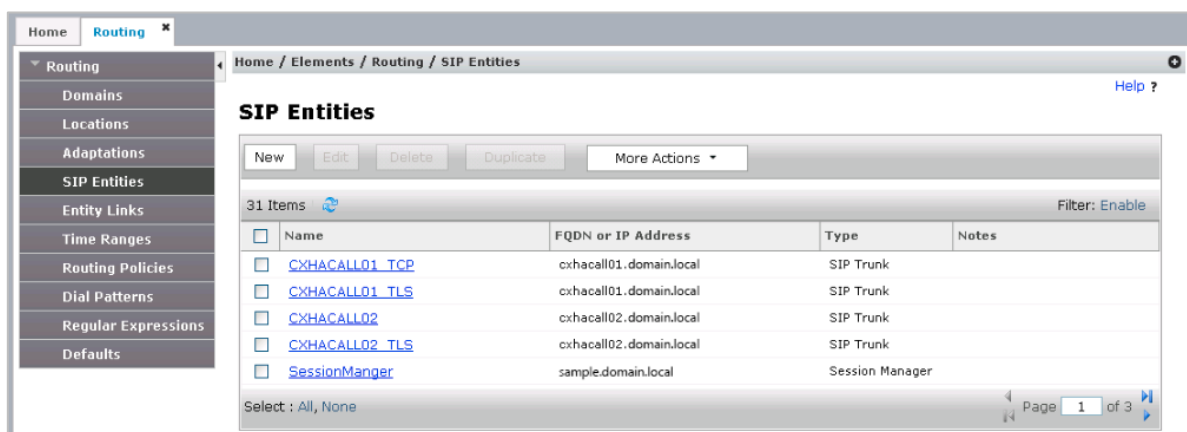 Home Routing ×
Routing
Domains
Locations
Adaptations
SIP Entities
Entity Links
Time Ranges
Routing Policies
Dial Patterns
Regular Expressions
Defaults
Home / Elements / Routing / SIP Entities
Help ?
SIP Entities
New Edit Delete Duplicate More Actions
31 Items Filter: Enable
Name FQDN or IP Address Type Notes
CXHACALL01_TCP cxhacall01.domain.local SIP Trunk
CXHACALL01_TLS cxhacall01.domain.local SIP Trunk
CXHACALL02 cxhacall02.domain.local SIP Trunk
CXHACALL02_TLS cxhacall02.domain.local SIP Trunk
SessionManger sample.domain.local Session Manager
Select : All, None Page 1 of 3